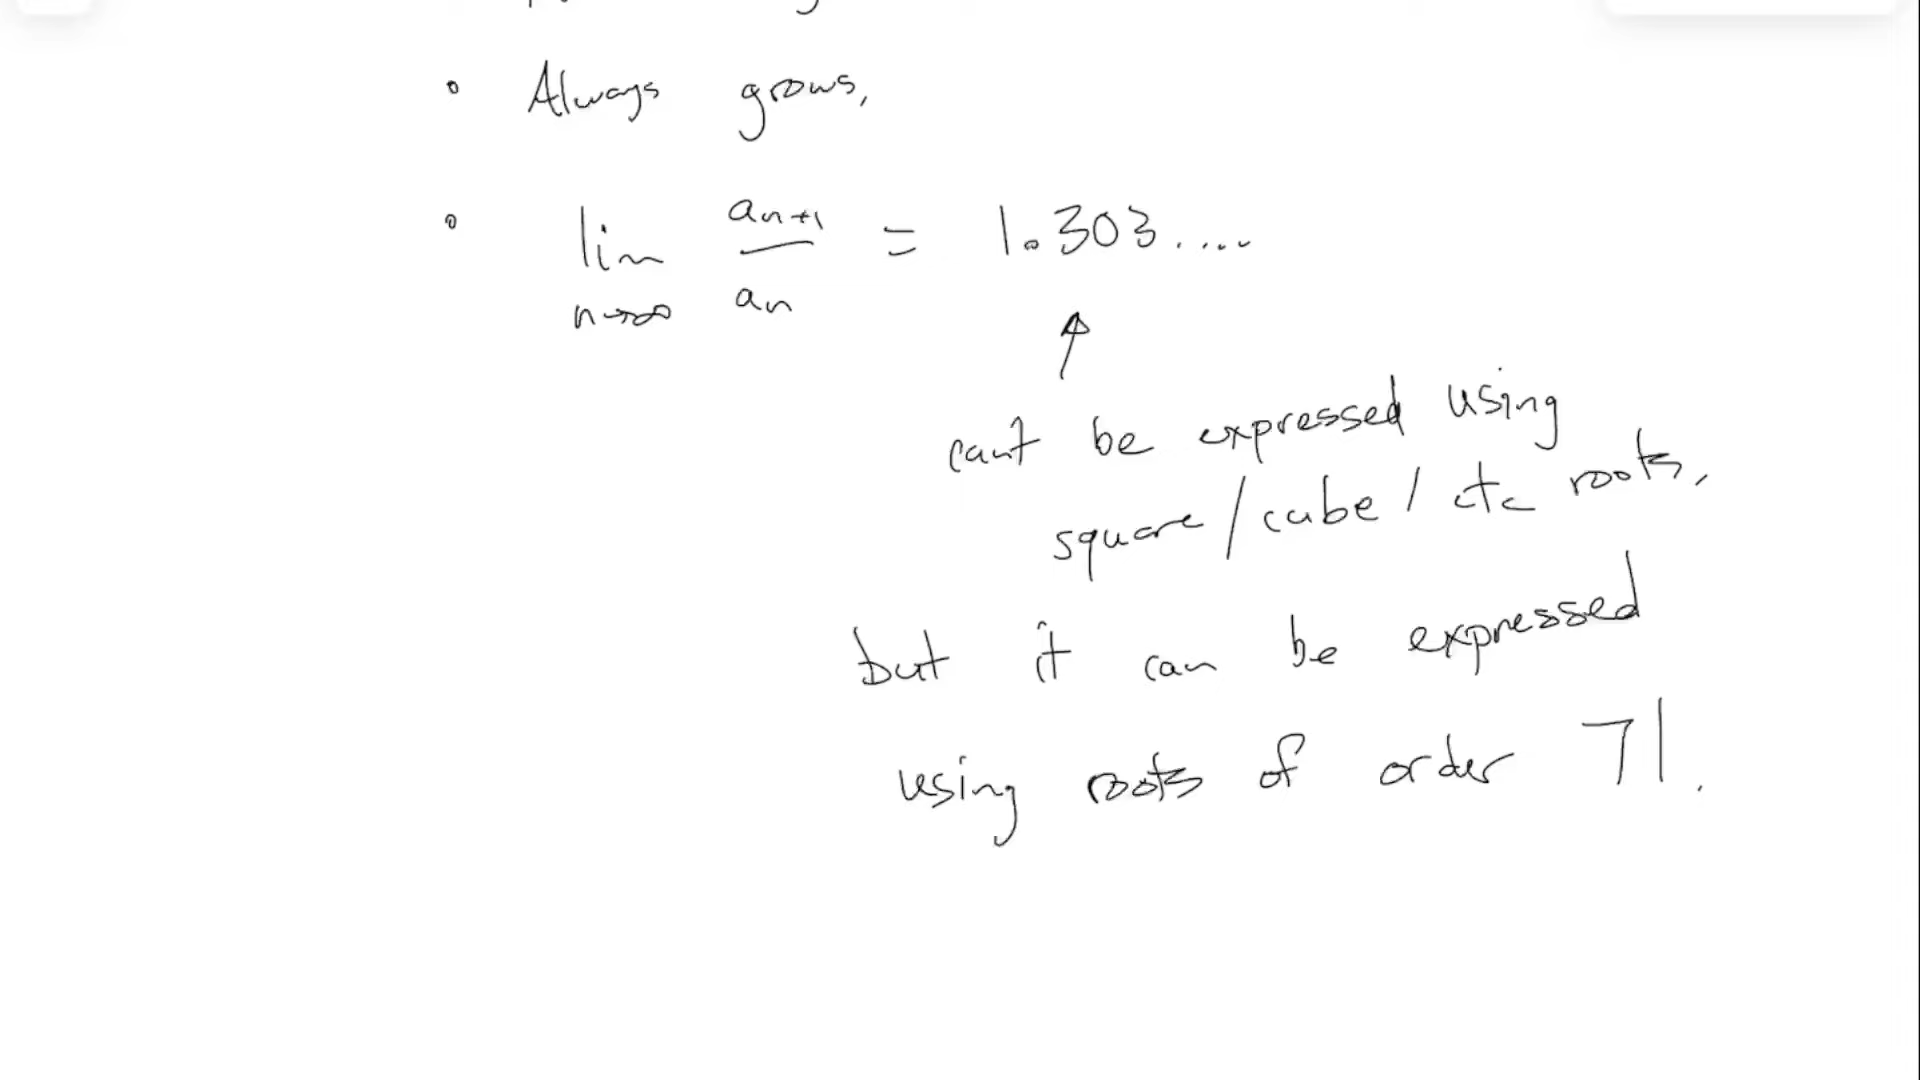 • Always grows,
• lim n→∞ aₙ₊₁ / aₙ = 1.303.....
↑
can't be expressed using
square / cube / etc roots,
but it can be expressed
using roots of order 71.